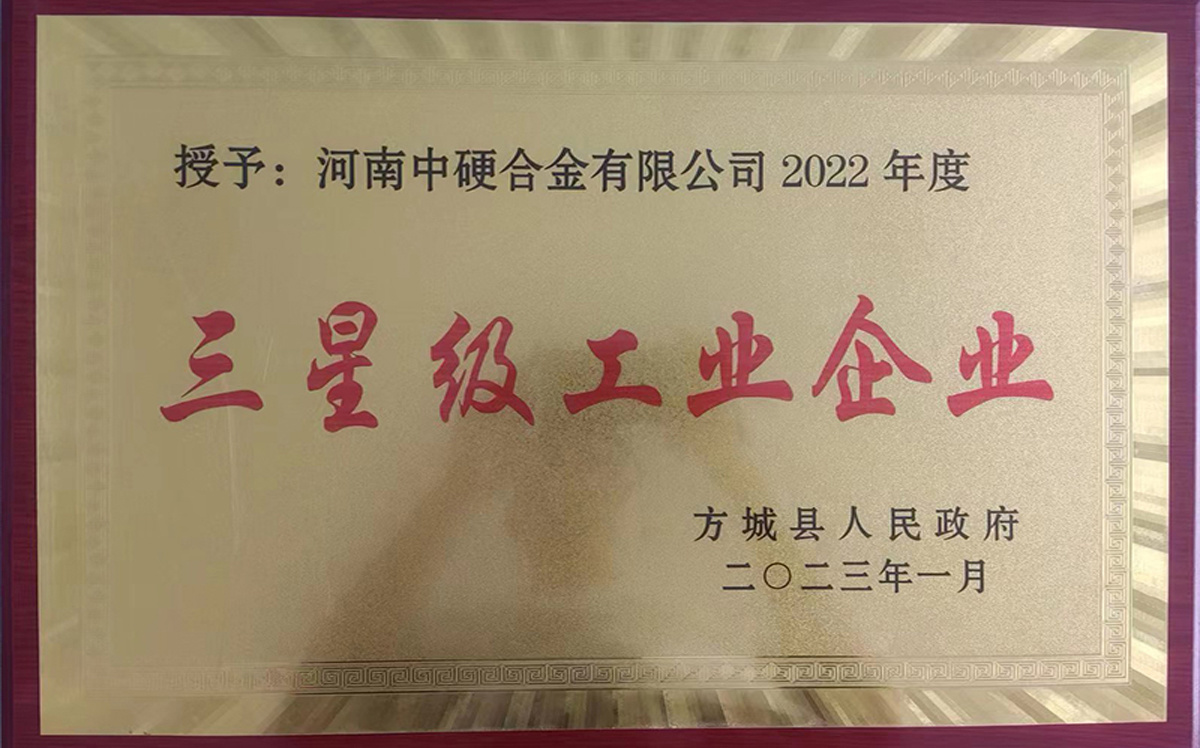 授予：河南中硬合金有限公司 2022 年度
三星级工业企业
方城县人民政府
二〇二三年一月